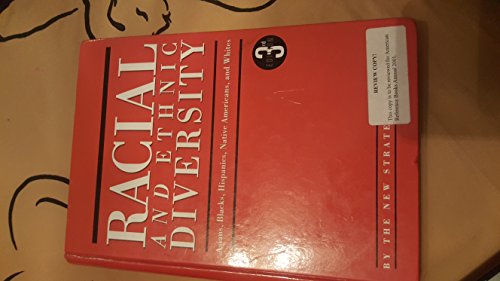 RACIAL
AND ETHNIC
DIVERSITY
Asians, Blacks, Hispanics, Native Americans, and Whites
3rd
EDITION
REVIEW COPY!
This copy is to be reviewed for American
Reference Books Annual 2001.
BY THE NEW STRATE